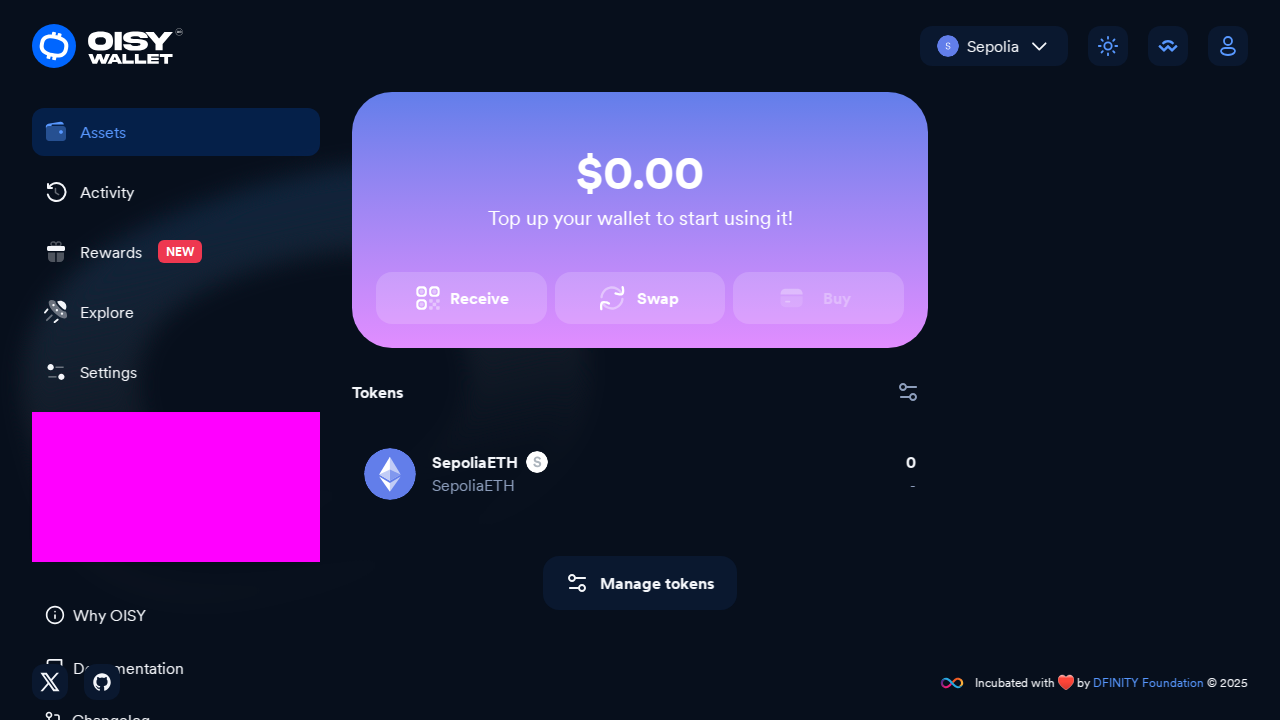 OISY
WALLET
Sepolia
Assets
Activity
Rewards NEW
Explore
Settings
$0.00
Top up your wallet to start using it!
Receive
Swap
Buy
Tokens
SepoliaETH S
SepoliaETH
0
-
Manage tokens
Why OISY
Documentation
Changelog
Incubated with ❤️ by DFINITY Foundation © 2025